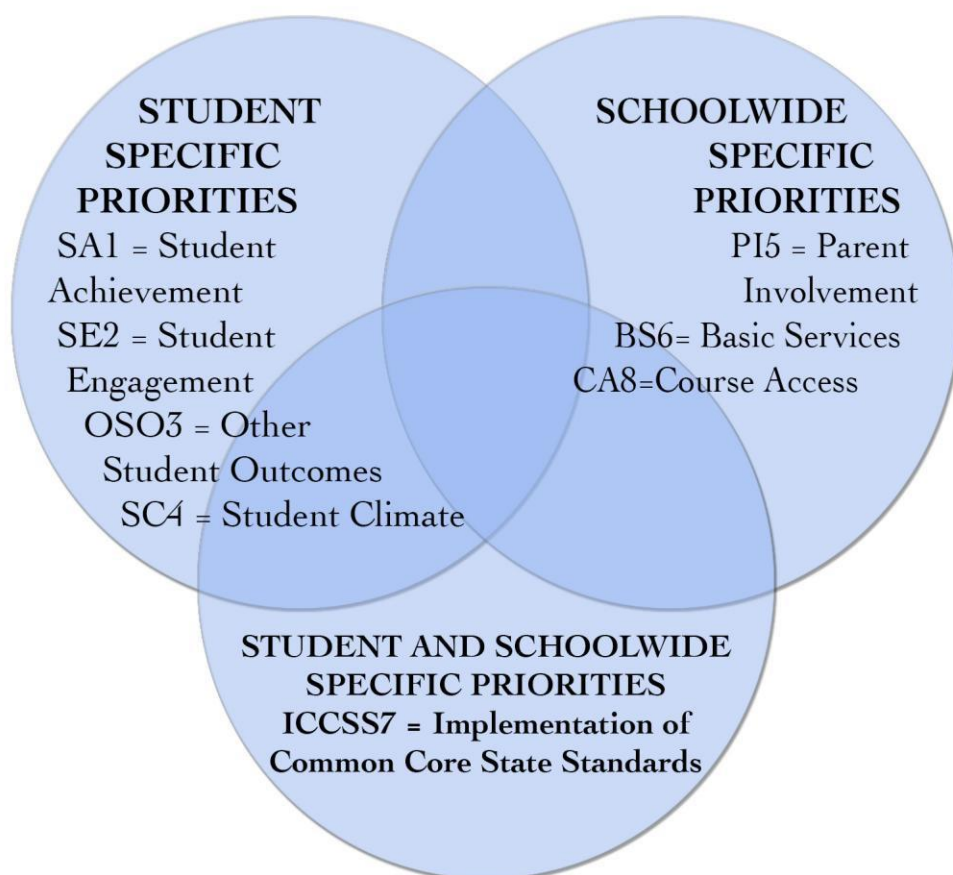 STUDENT
SPECIFIC
PRIORITIES
SA1 = Student
Achievement
SE2 = Student
Engagement
OSO3 = Other
Student Outcomes
SC4 = Student Climate
SCHOOLWIDE
SPECIFIC
PRIORITIES
PI5 = Parent
Involvement
BS6= Basic Services
CA8=Course Access
STUDENT AND SCHOOLWIDE
SPECIFIC PRIORITIES
ICCSS7 = Implementation of
Common Core State Standards